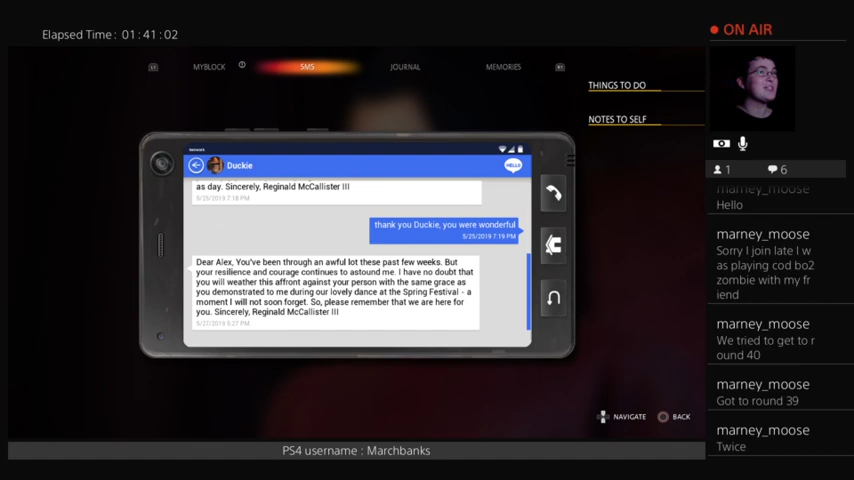 Elapsed Time : 01:41:02
ON AIR
L1
MYBLOCK
SMS
JOURNAL
MEMORIES
R1
THINGS TO DO
NOTES TO SELF
Network
Duckie
HELLO
as day. Sincerely, Reginald McCallister III
5/25/2019 7:18 PM
thank you Duckie, you were wonderful
5/25/2019 7:19 PM
Dear Alex, You've been through an awful lot these past few weeks. But
your resilience and courage continues to astound me. I have no doubt that
you will weather this affront against your person with the same grace as
you demonstrated to me during our lovely dance at the Spring Festival - a
moment I will not soon forget. So, please remember that we are here for
you. Sincerely, Reginald McCallister III
5/27/2019 5:27 PM
NAVIGATE
BACK
PS4 username : Marchbanks
1
6
marney_moose
Hello
marney_moose
Sorry I join late I w
as playing cod bo2
zombie with my fr
iend
marney_moose
We tried to get to r
ound 40
marney_moose
Got to round 39
marney_moose
Twice